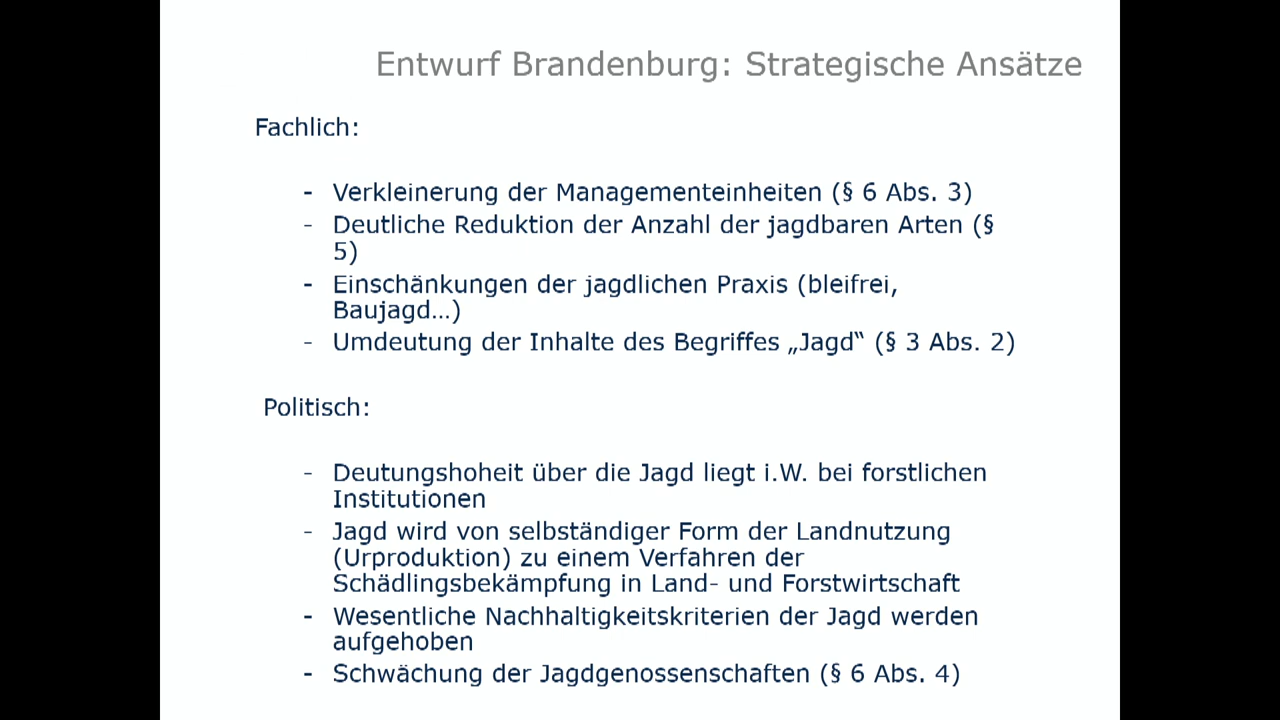 Entwurf Brandenburg: Strategische Ansätze
Fachlich:
- Verkleinerung der Managementeinheiten (§ 6 Abs. 3)
- Deutliche Reduktion der Anzahl der jagdbaren Arten (§
5)
- Einschänkungen der jagdlichen Praxis (bleifrei,
Baujagd…)
- Umdeutung der Inhalte des Begriffes „Jagd“ (§ 3 Abs. 2)
Politisch:
- Deutungshoheit über die Jagd liegt i.W. bei forstlichen
Institutionen
- Jagd wird von selbständiger Form der Landnutzung
(Urproduktion) zu einem Verfahren der
Schädlingsbekämpfung in Land- und Forstwirtschaft
- Wesentliche Nachhaltigkeitskriterien der Jagd werden
aufgehoben
- Schwächung der Jagdgenossenschaften (§ 6 Abs. 4)